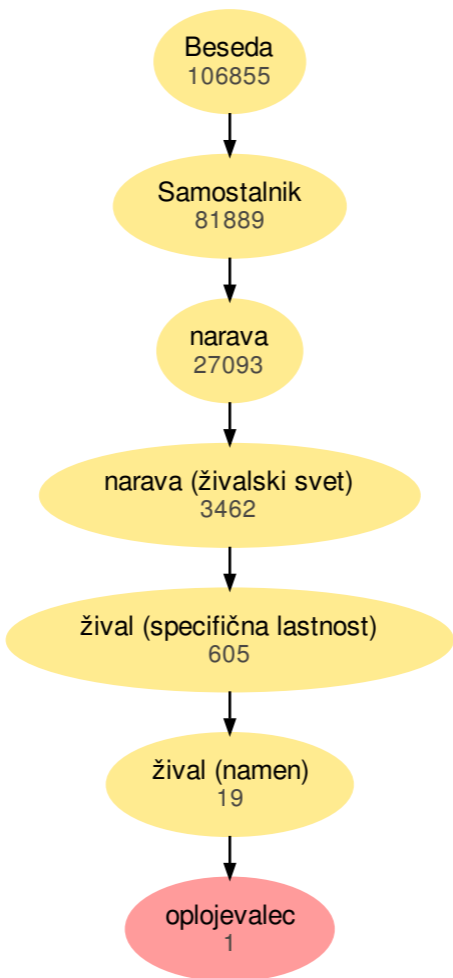 Beseda
106855
Samostalnik
81889
narava
27093
narava (živalski svet)
3462
žival (specifična lastnost)
605
žival (namen)
19
oplojevalec
1